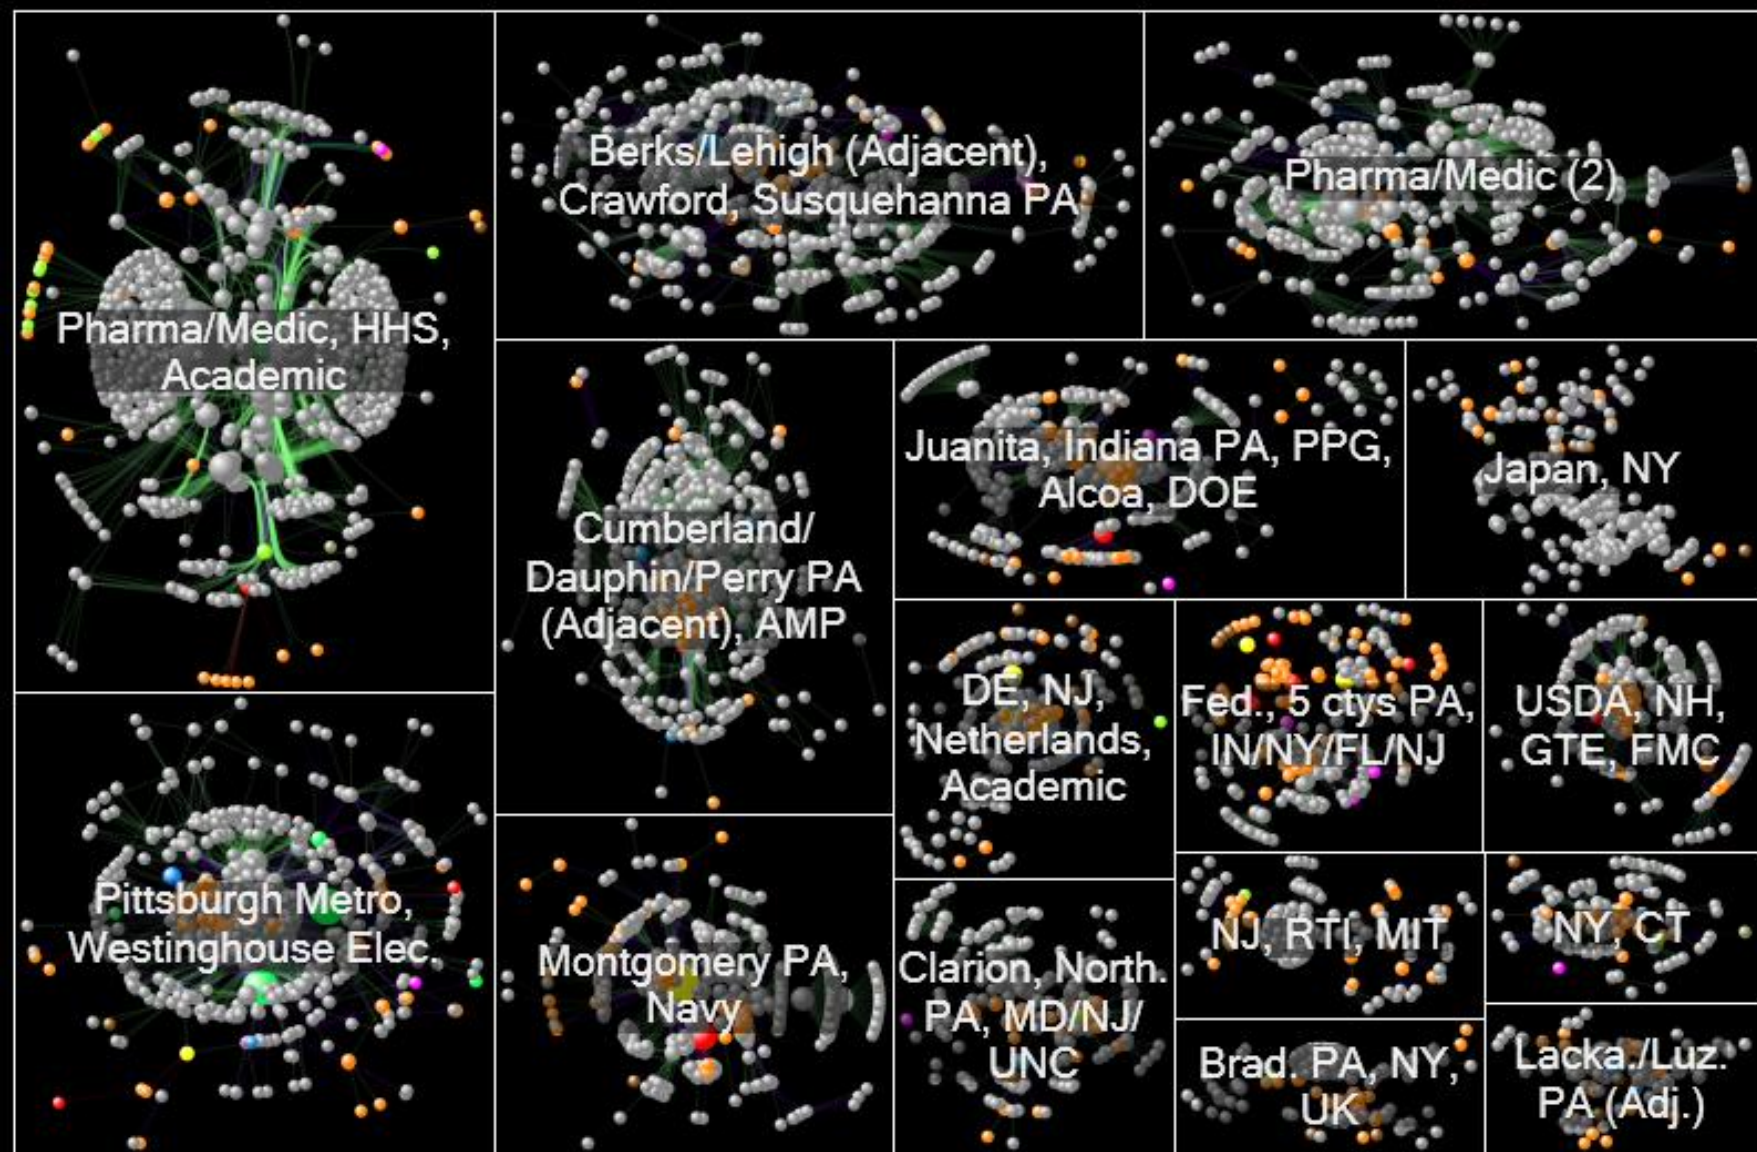 Pharma/Medic, HHS,
Academic
Berks/Lehigh (Adjacent),
Crawford, Susquehanna PA
Pharma/Medic (2)
Cumberland/
Dauphin/Perry PA
(Adjacent), AMP
Juanita, Indiana PA, PPG,
Alcoa, DOE
Japan, NY
DE, NJ,
Netherlands,
Academic
Fed., 5 ctys PA,
IN/NY/FL/NJ
USDA, NH,
GTE, FMC
Pittsburgh Metro,
Westinghouse Elec.
Montgomery PA,
Navy
Clarion, North.
PA, MD/NJ/
UNC
NJ, RTI, MIT
NY, CT
Brad. PA, NY,
UK
Lacka./Luz.
PA (Adj.)